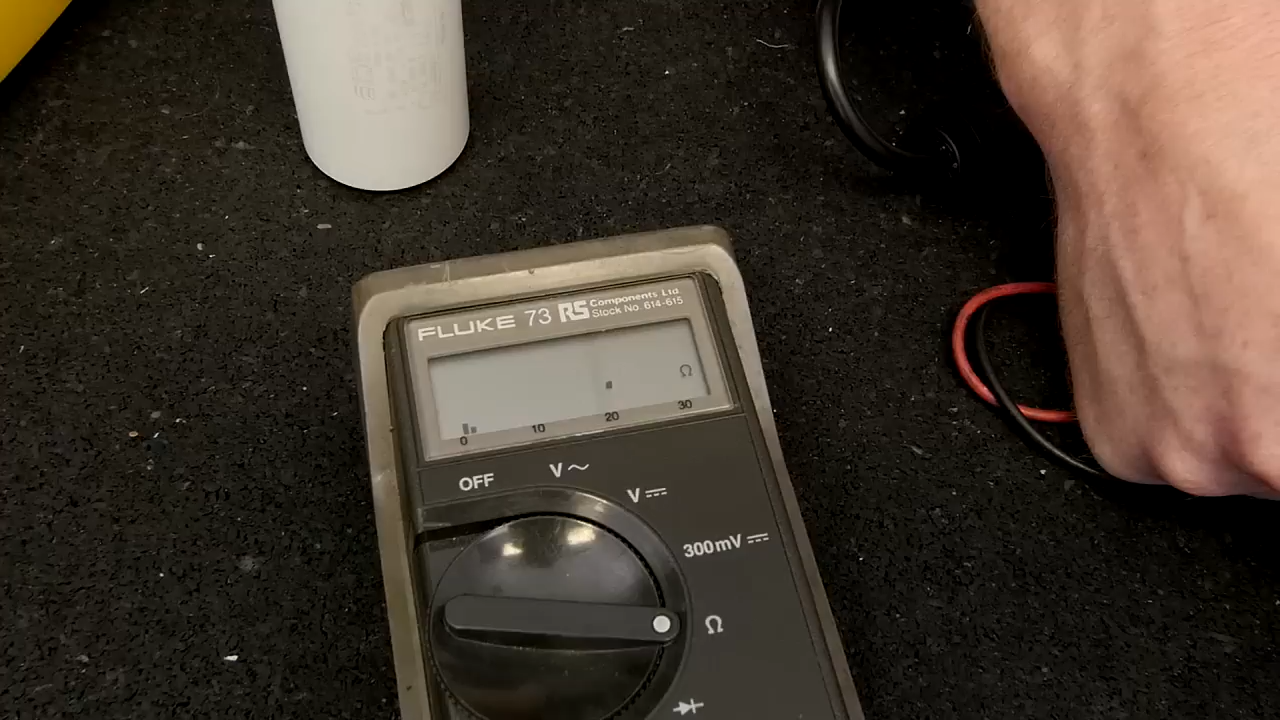 FLUKE 73 RS Components Ltd.
Stock No. 614-615
Ω
0 10 20 30
OFF
V~
V⎓
300mV⎓
Ω